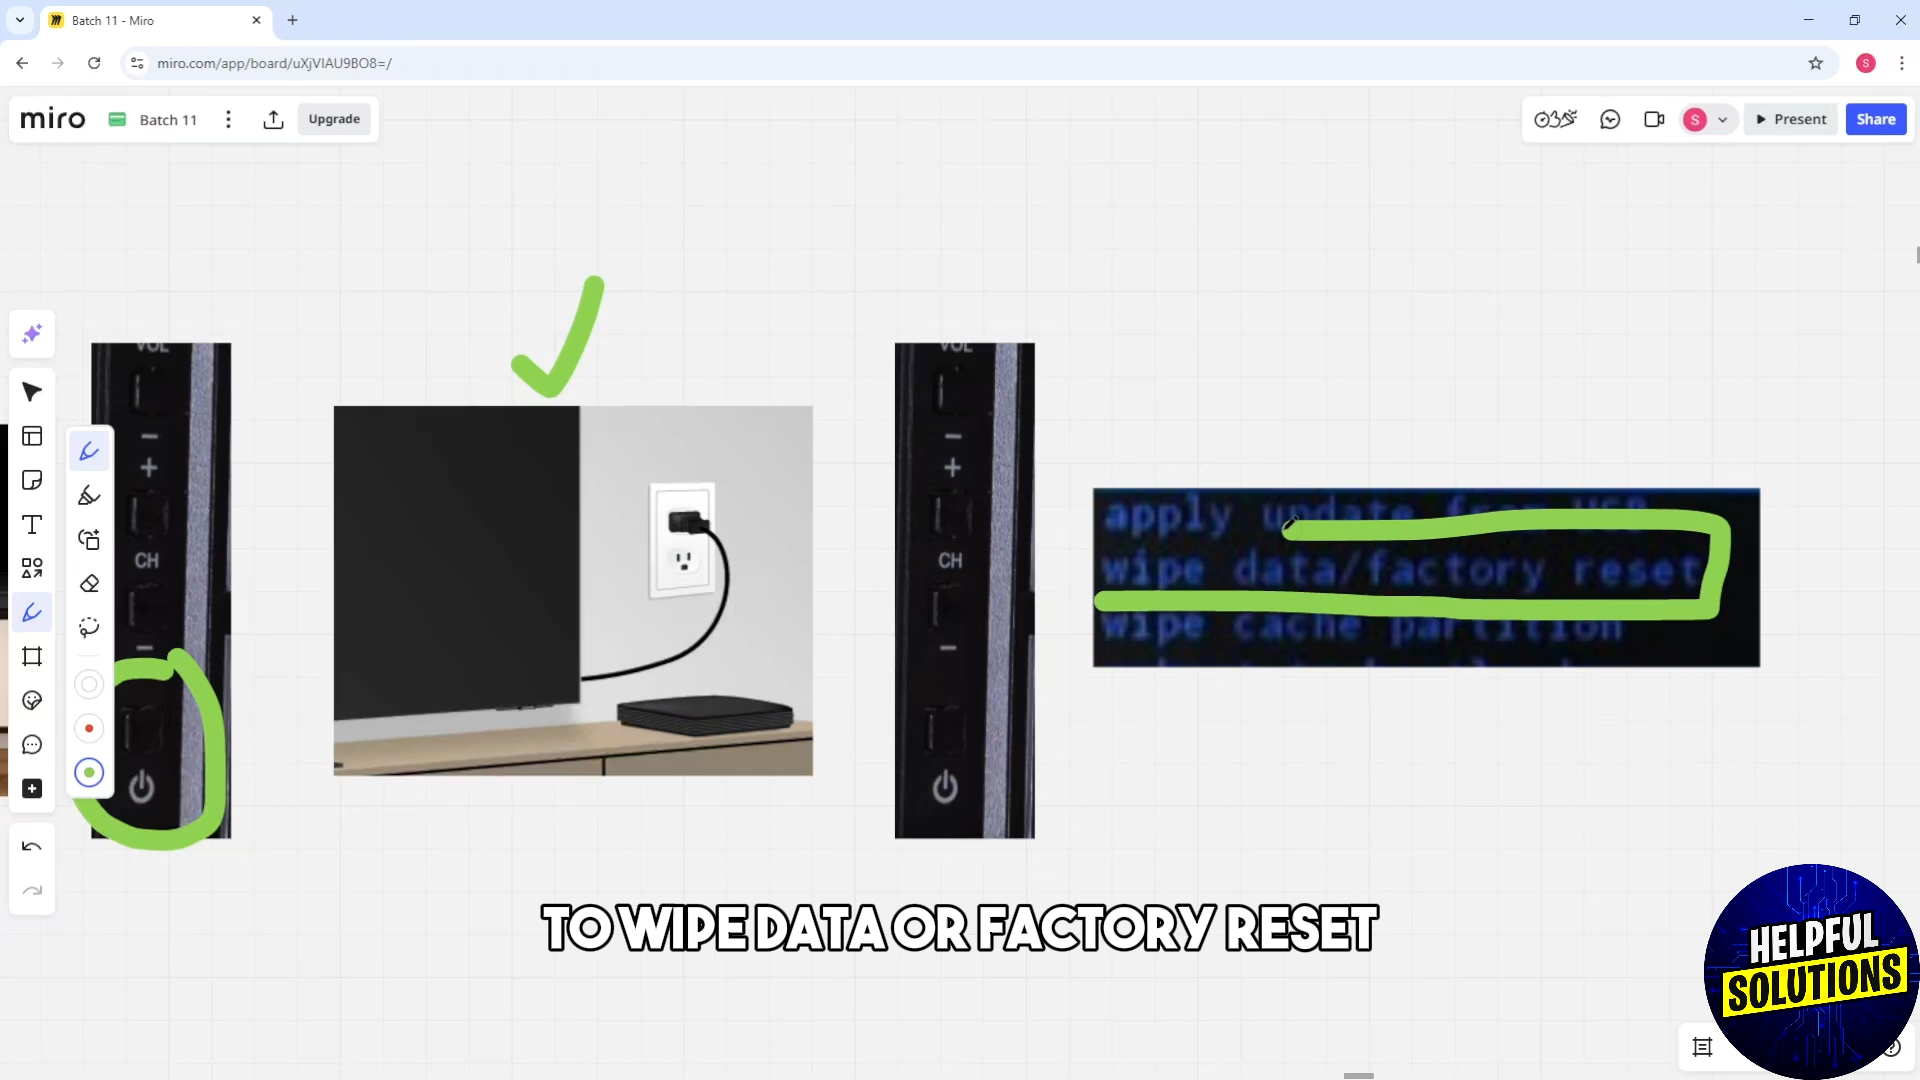 Batch 11 - Miro
miro.com/app/board/uXjVIAU9BO8=/
S
miro
Batch 11
Upgrade
S
Present
Share
VOL
CH
VOL
CH
apply update from USB
wipe data/factory reset
wipe cache partition
TO WIPE DATA OR FACTORY RESET
HELPFUL
SOLUTIONS